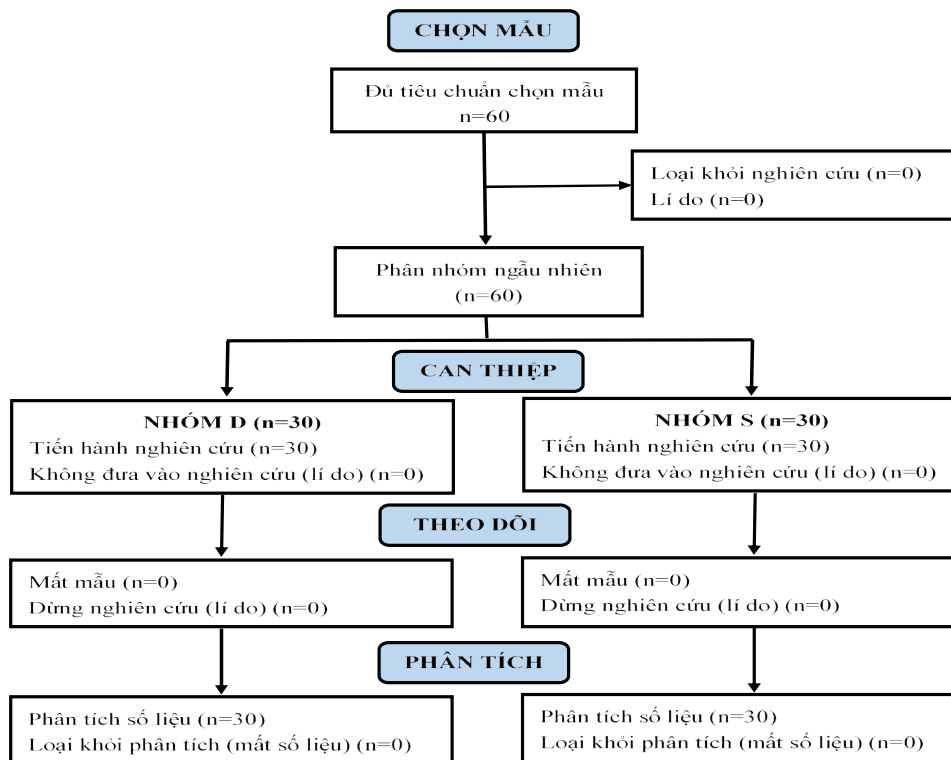 CHỌN MẪU
Đủ tiêu chuẩn chọn mẫu
n=60
Loại khỏi nghiên cứu (n=0)
Lí do (n=0)
Phân nhóm ngẫu nhiên
(n=60)
CAN THIỆP
NHÓM D (n=30)
Tiến hành nghiên cứu (n=30)
Không đưa vào nghiên cứu (lí do) (n=0)
NHÓM S (n=30)
Tiến hành nghiên cứu (n=30)
Không đưa vào nghiên cứu (lí do) (n=0)
THEO DÕI
Mất mẫu (n=0)
Dừng nghiên cứu (lí do) (n=0)
Mất mẫu (n=0)
Dừng nghiên cứu (lí do) (n=0)
PHÂN TÍCH
Phân tích số liệu (n=30)
Loại khỏi phân tích (mất số liệu) (n=0)
Phân tích số liệu (n=30)
Loại khỏi phân tích (mất số liệu) (n=0)